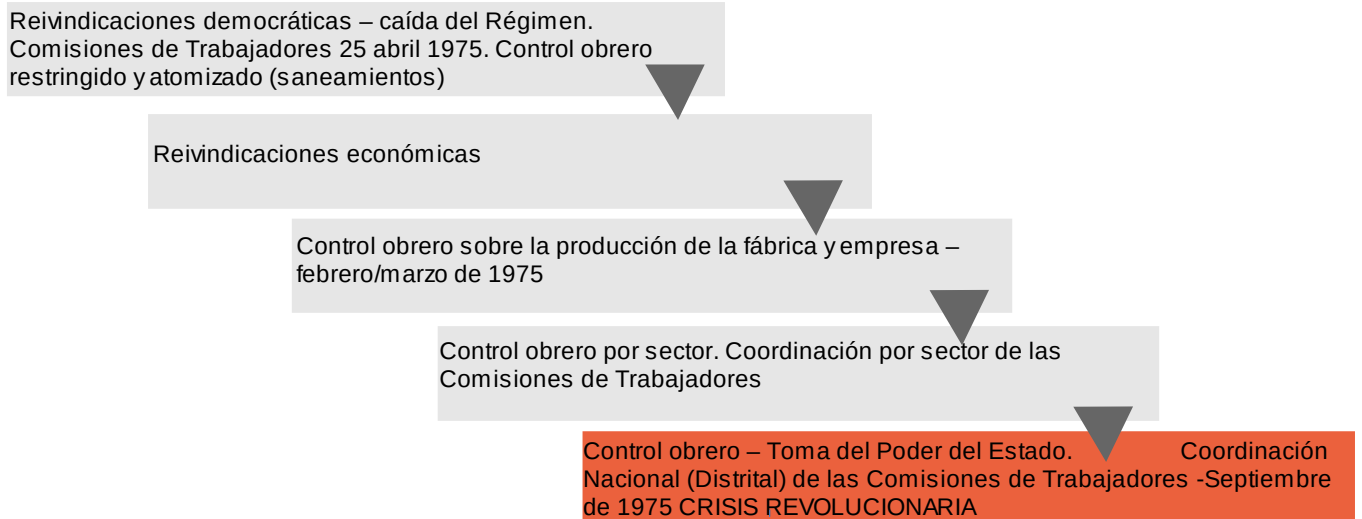 Reivindicaciones democráticas – caída del Régimen.
Comisiones de Trabajadores 25 abril 1975. Control obrero
restringido y atomizado (saneamientos)
Reivindicaciones económicas
Control obrero sobre la producción de la fábrica y empresa –
febrero/marzo de 1975
Control obrero por sector. Coordinación por sector de las
Comisiones de Trabajadores
Control obrero – Toma del Poder del Estado. Coordinación
Nacional (Distrital) de las Comisiones de Trabajadores -Septiembre
de 1975 CRISIS REVOLUCIONARIA